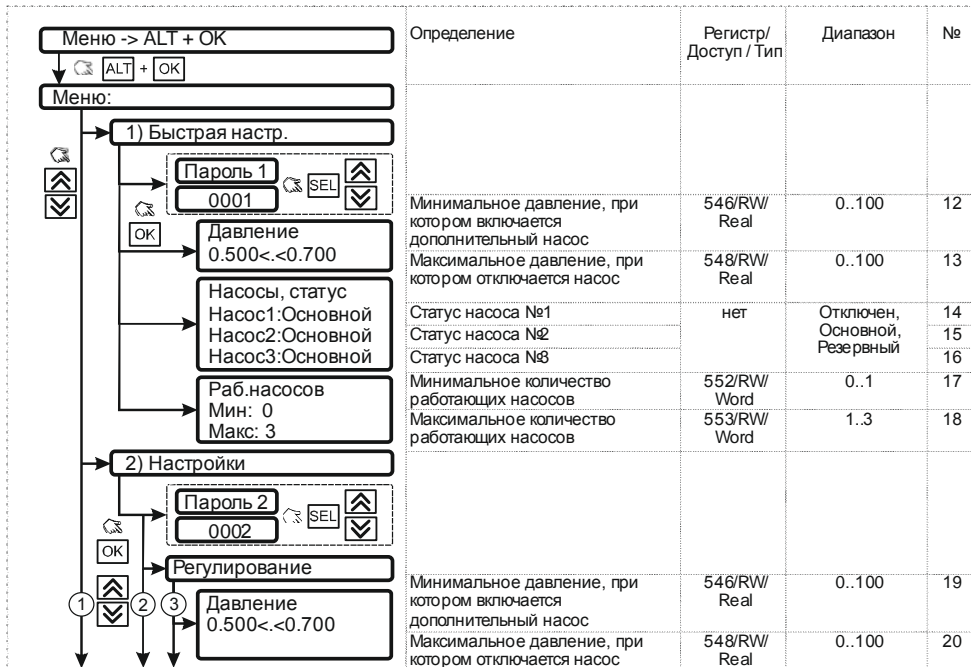 Меню -> ALT + OK
Определение
Регистр/
Доступ / Тип
Диапазон
№
ALT + OK
Меню:
1) Быстрая настр.
Пароль 1
0001
SEL
OK
Давление
0.500<.<0.700
Минимальное давление, при
котором включается
дополнительный насос
546/RW/
Real
0..100
12
Максимальное давление, при
котором отключается насос
548/RW/
Real
0..100
13
Насосы, статус
Насос1:Основной
Насос2:Основной
Насос3:Основной
Статус насоса №1
нет
Отключен,
Основной,
Резервный
14
Статус насоса №2
15
Статус насоса №8
16
Раб.насосов
Мин: 0
Макс: 3
Минимальное количество
работающих насосов
552/RW/
Word
0..1
17
Максимальное количество
работающих насосов
553/RW/
Word
1..3
18
2) Настройки
Пароль 2
0002
SEL
OK
Регулирование
1
2
3
Давление
0.500<.<0.700
Минимальное давление, при
котором включается
дополнительный насос
546/RW/
Real
0..100
19
Максимальное давление, при
котором отключается насос
548/RW/
Real
0..100
20